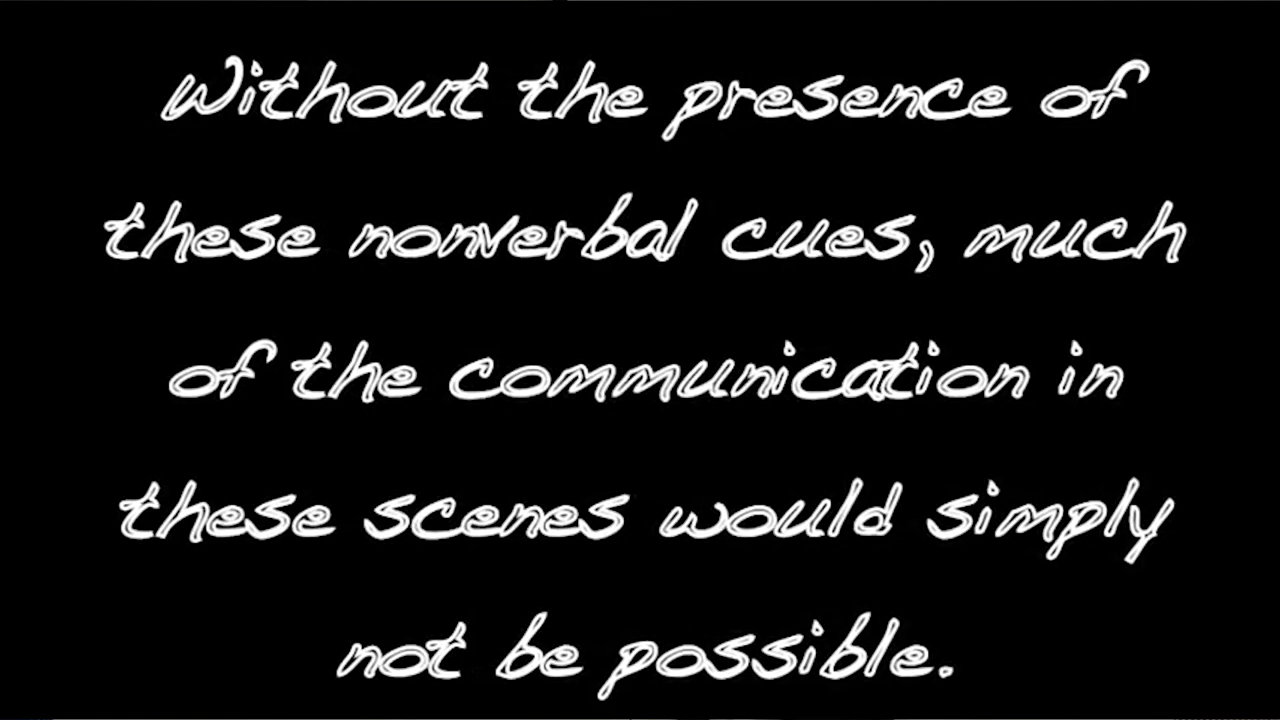 Without the presence of
these nonverbal cues, much
of the communication in
these scenes would simply
not be possible.